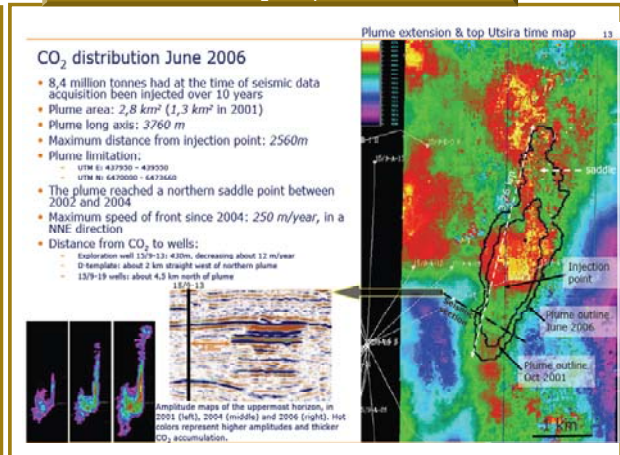 Plume extension & top Utsira time map
13
CO2 distribution June 2006
• 8,4 million tonnes had at the time of seismic data
acquisition been injected over 10 years
• Plume area: 2,8 km² (1,3 km² in 2001)
• Plume long axis: 3760 m
• Maximum distance from injection point: 2560m
• Plume limitation:
– UTM E: 437950 – 439550
– UTM N: 6470000 – 6473660
• The plume reached a northern saddle point between
2002 and 2004
• Maximum speed of front since 2004: 250 m/year, in a
NNE direction
• Distance from CO2 to wells:
– Exploration well 15/9-13: 430m, decreasing about 12 m/year
– D-template: about 2 km straight west of northern plume
– 15/9-19 wells: about 4,5 km north of plume
15/9-13
Amplitude maps of the uppermost horizon, in
2001 (left), 2004 (middle) and 2006 (right). Hot
colors represent higher amplitudes and thicker
CO2 accumulation.
saddle
Injection
point
Plume outline
June 2006
Plume outline
Oct 2001
1 km